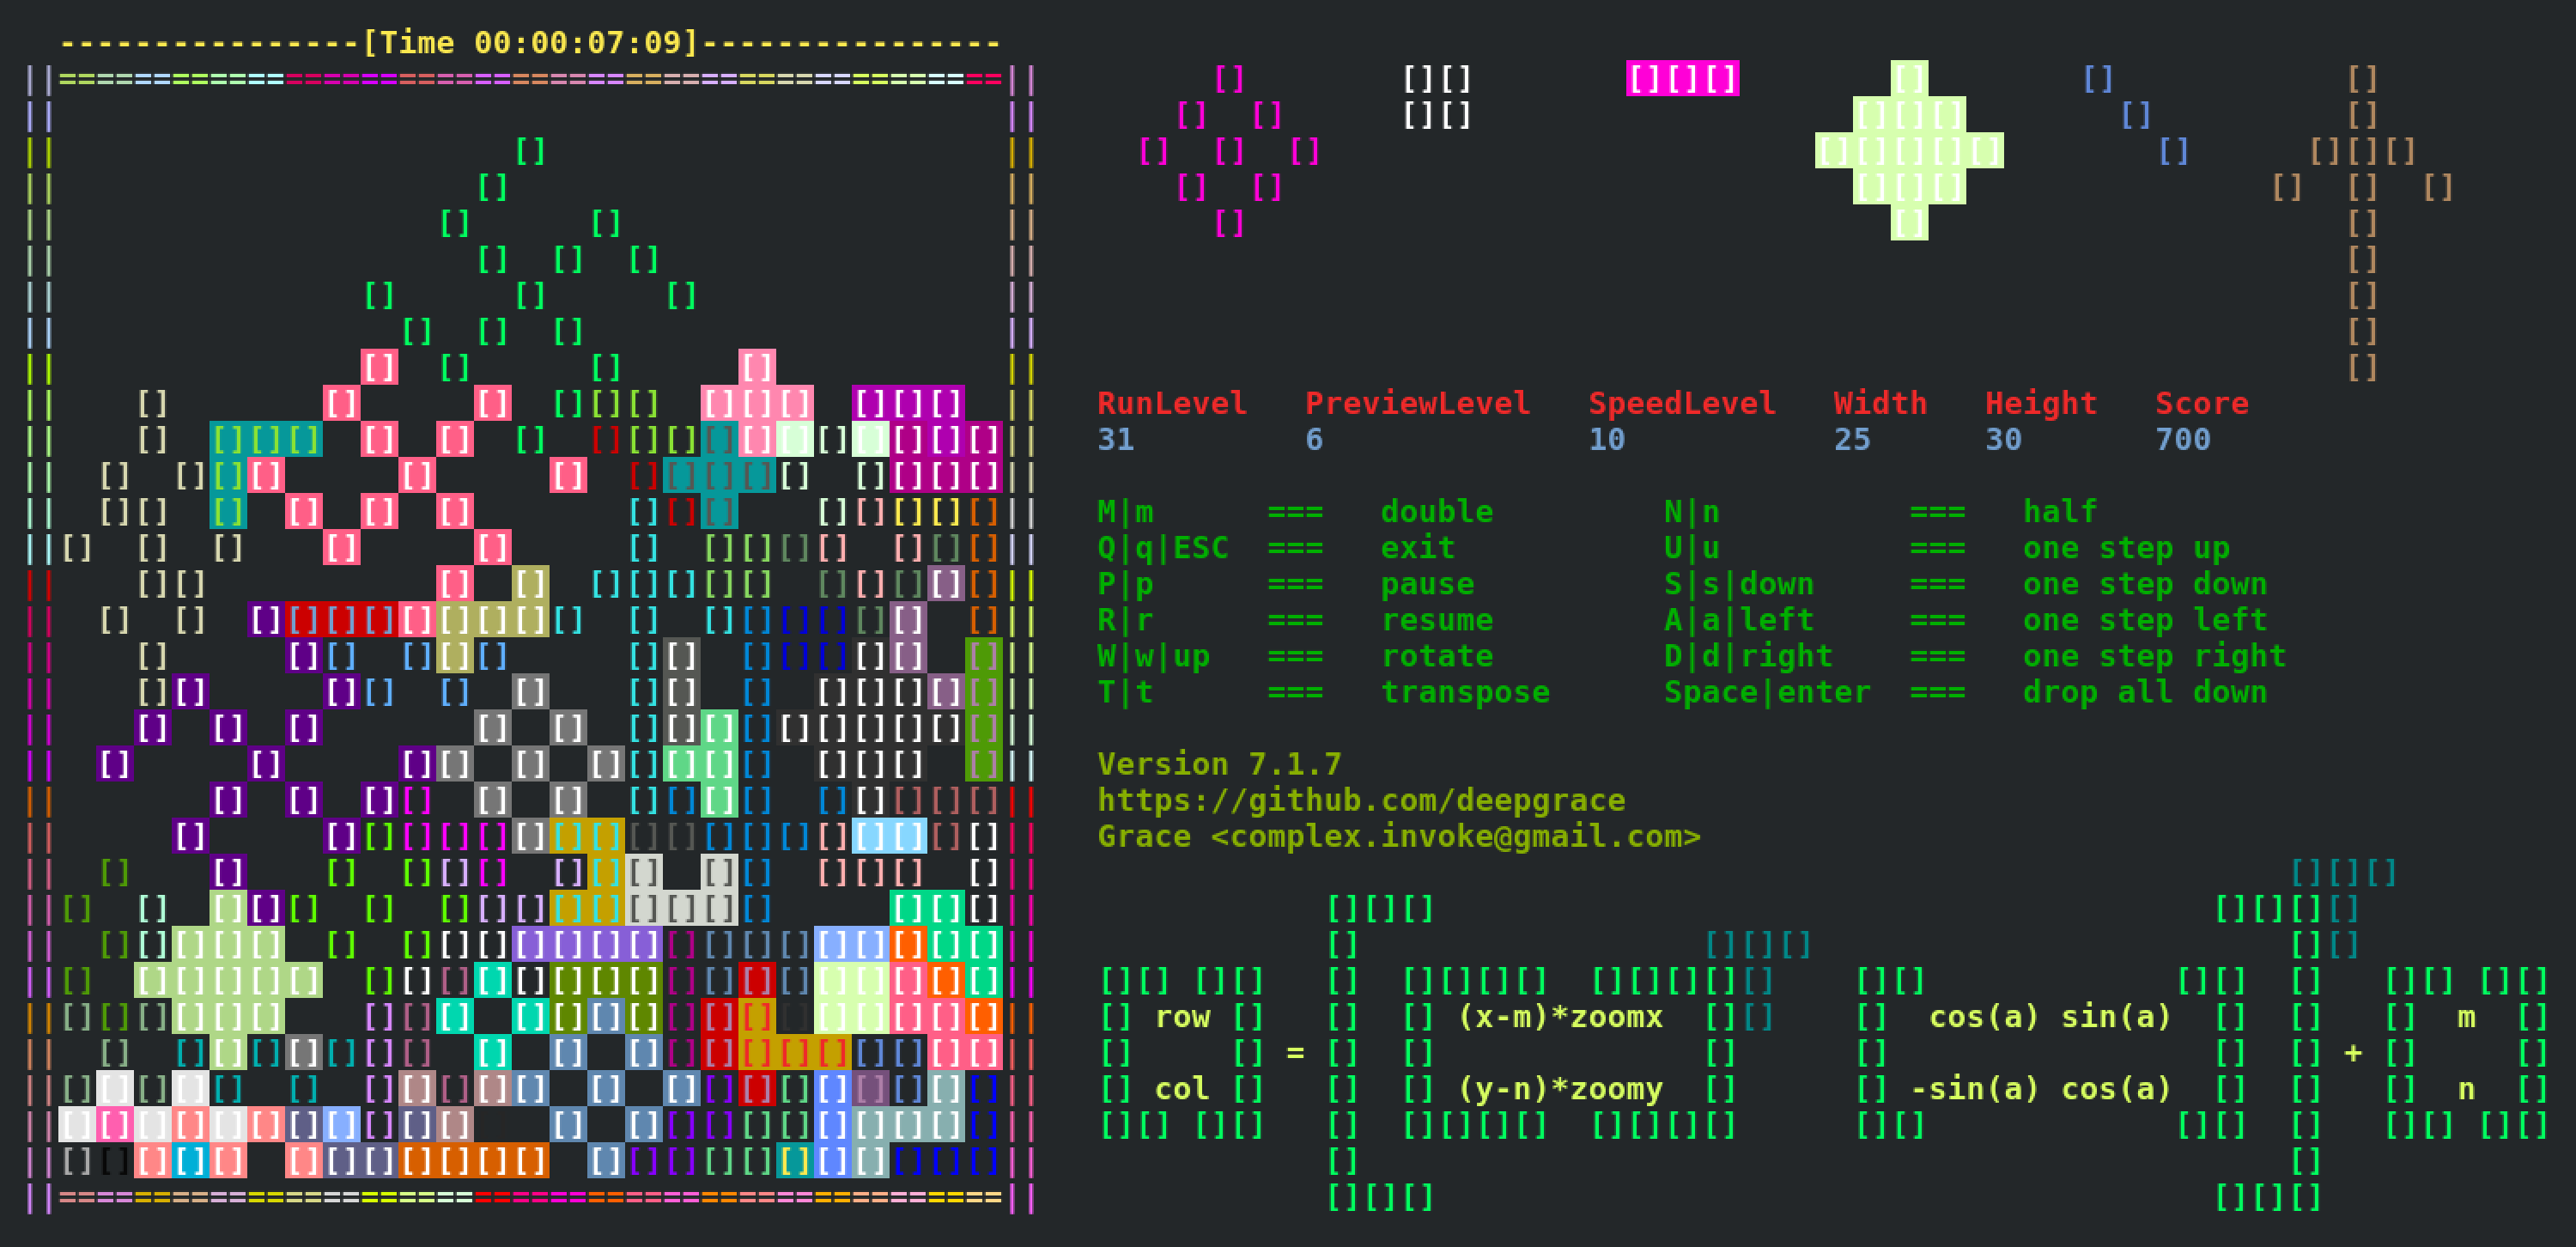 ----------------[Time 00:00:07:09]----------------
RunLevel PreviewLevel SpeedLevel Width Height Score
31 6 10 25 30 700
M|m === double N|n === half
Q|q|ESC === exit U|u === one step up
P|p === pause S|s|down === one step down
R|r === resume A|a|left === one step left
W|w|up === rotate D|d|right === one step right
T|t === transpose Space|enter === drop all down
Version 7.1.7
https://github.com/deepgrace
Grace <complex.invoke@gmail.com>
row (x-m)*zoomx cos(a) sin(a) m
= +
col (y-n)*zoomy -sin(a) cos(a) n